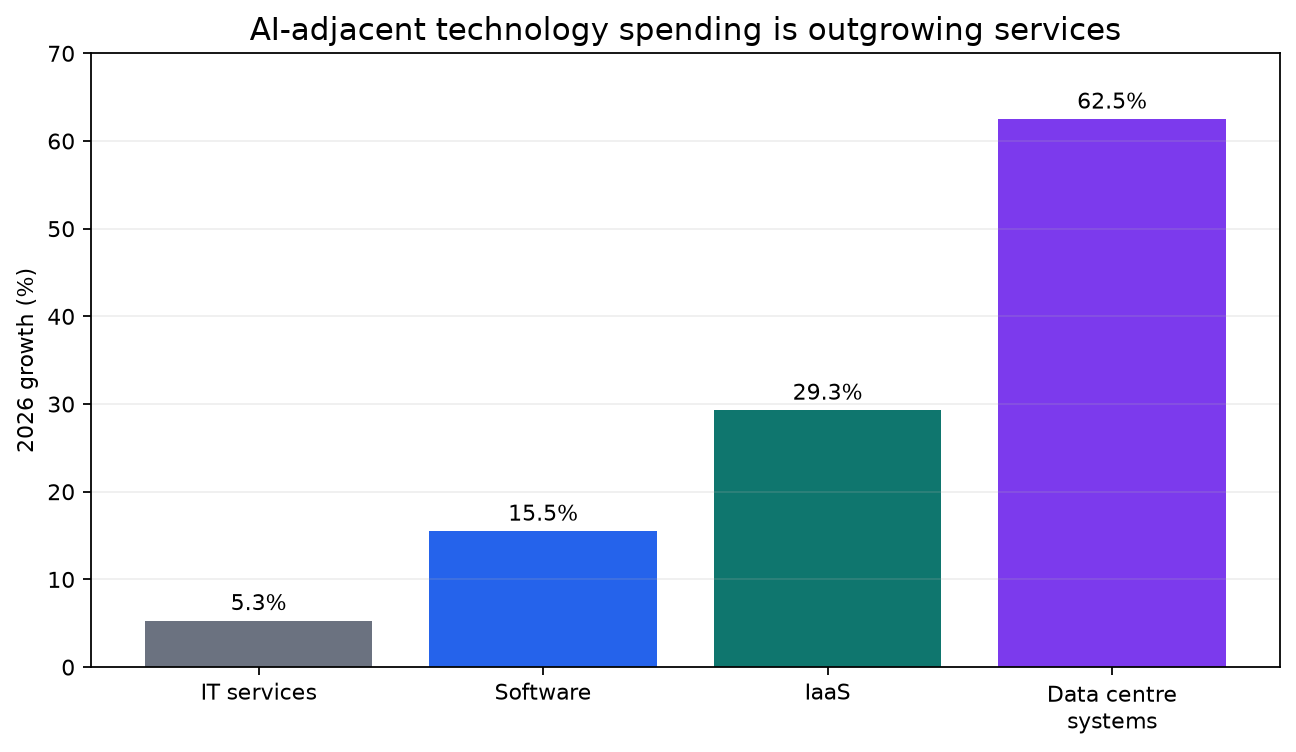 AI-adjacent technology spending is outgrowing services
2026 growth (%)
70
60
50
40
30
20
10
0
5.3%
15.5%
29.3%
62.5%
IT services
Software
IaaS
Data centre
systems